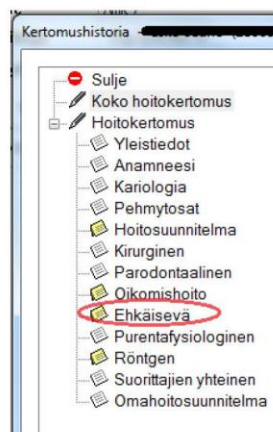 Kertomushistoria -
Sulje
Koko hoitokertomus
Hoitokertomus
Yleistiedot
Anamneesi
Kariologia
Pehmytosat
Hoitosuunnitelma
Kirurginen
Parodontaalinen
Oikomishoito
Ehkäisevä
Purentafysiologinen
Röntgen
Suorittajien yhteinen
Omahoitosuunnitelma